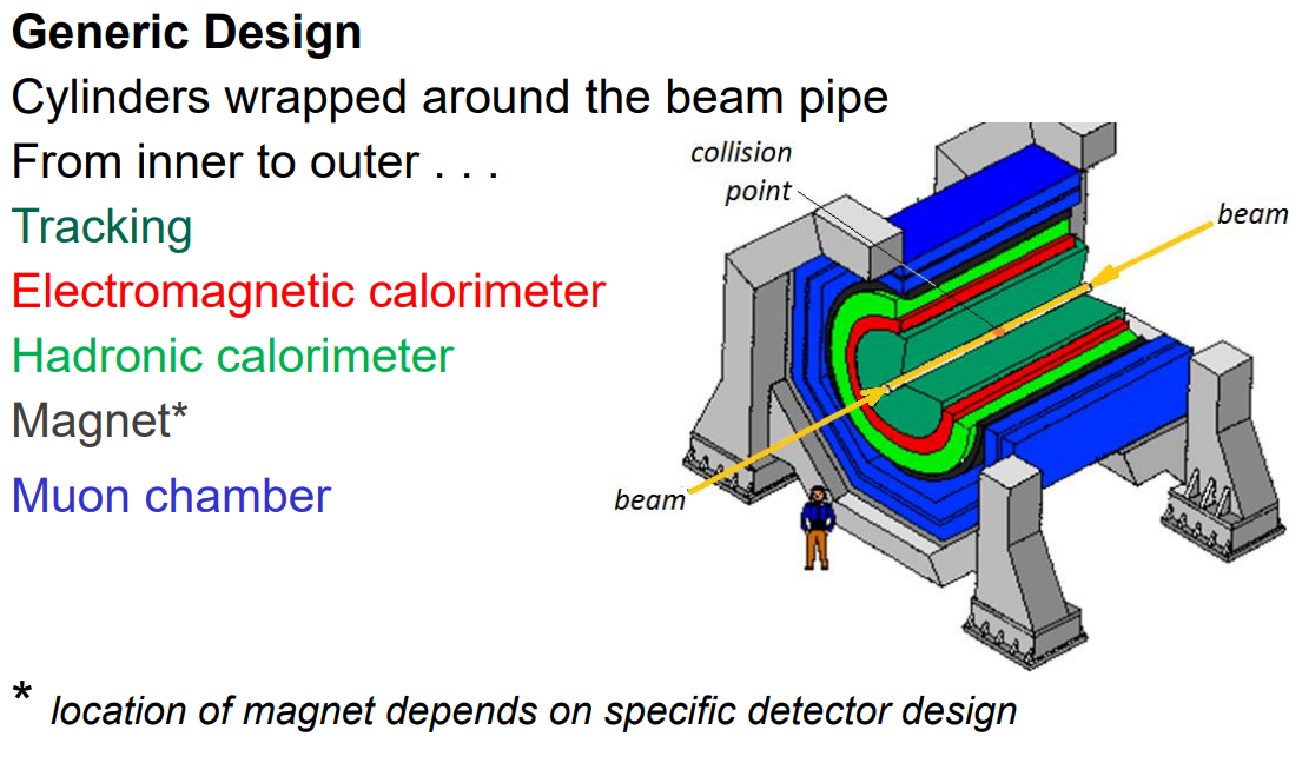 Generic Design
Cylinders wrapped around the beam pipe
From inner to outer . . .
Tracking
Electromagnetic calorimeter
Hadronic calorimeter
Magnet*
Muon chamber
collision
point
beam
beam
* location of magnet depends on specific detector design